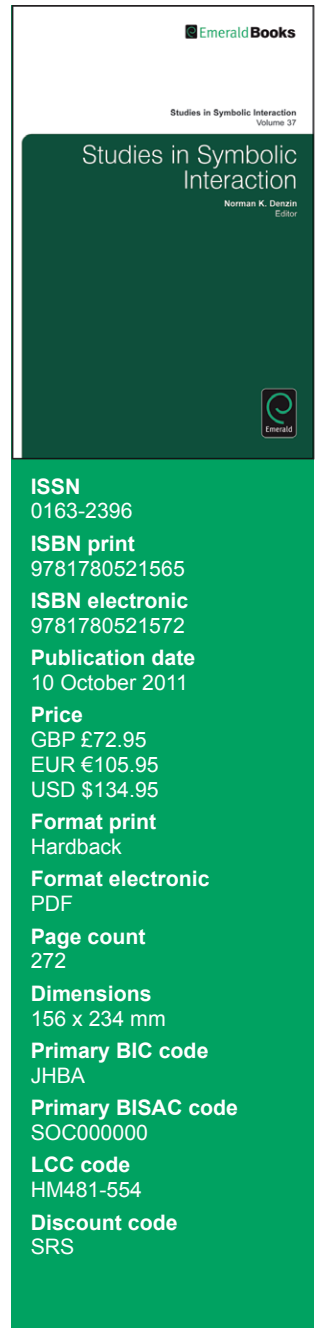 Emerald Books
Studies in Symbolic Interaction
Volume 37
Studies in Symbolic
Interaction
Norman K. Denzin
Editor
Emerald
ISSN
0163-2396
ISBN print
9781780521565
ISBN electronic
9781780521572
Publication date
10 October 2011
Price
GBP £72.95
EUR €105.95
USD $134.95
Format print
Hardback
Format electronic
PDF
Page count
272
Dimensions
156 x 234 mm
Primary BIC code
JHBA
Primary BISAC code
SOC000000
LCC code
HM481-554
Discount code
SRS